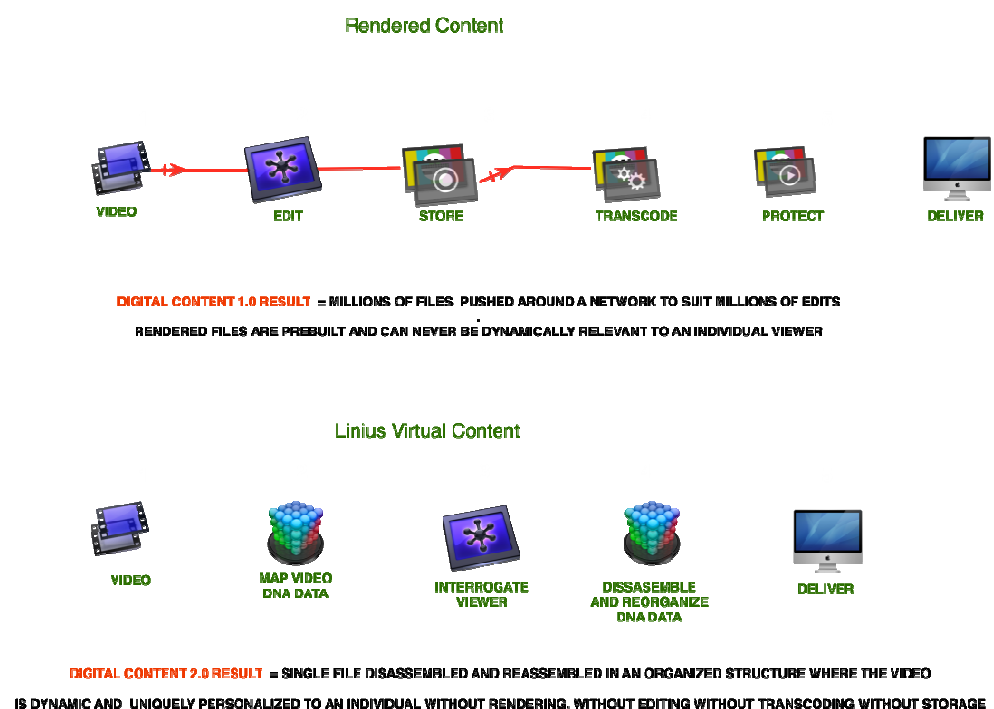 Rendered Content
VIDEO
EDIT
STORE
TRANSCODE
PROTECT
DELIVER
DIGITAL CONTENT 1.0 RESULT = MILLIONS OF FILES PUSHED AROUND A NETWORK TO SUIT MILLIONS OF EDITS
.
RENDERED FILES ARE PREBUILT AND CAN NEVER BE DYNAMICALLY RELEVANT TO AN INDIVIDUAL VIEWER
Linius Virtual Content
VIDEO
MAP VIDEO
DNA DATA
INTERROGATE
VIEWER
DISSASEMBLE
AND REORGANIZE
DNA DATA
DELIVER
DIGITAL CONTENT 2.0 RESULT = SINGLE FILE DISASSEMBLED AND REASSEMBLED IN AN ORGANIZED STRUCTURE WHERE THE VIDEO
IS DYNAMIC AND UNIQUELY PERSONALIZED TO AN INDIVIDUAL WITHOUT RENDERING, WITHOUT EDITING WITHOUT TRANSCODING WITHOUT STORAGE